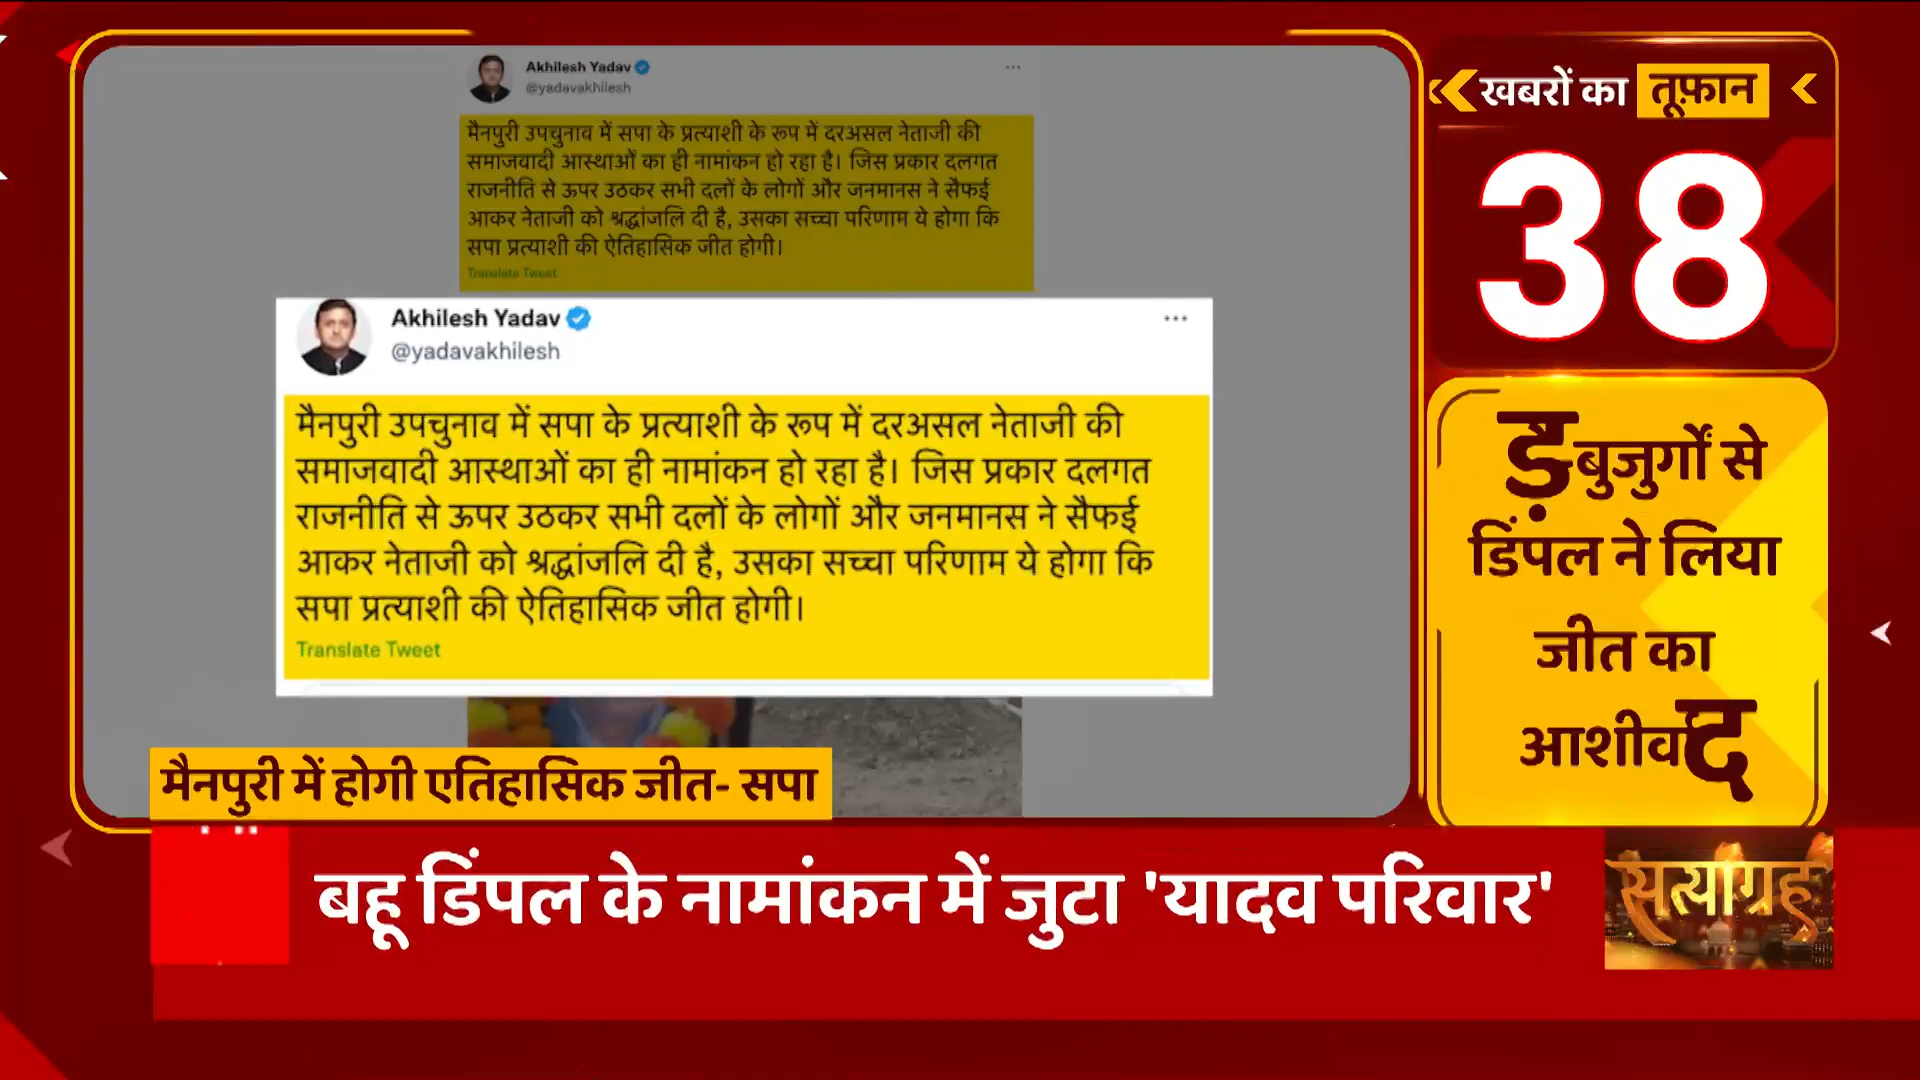 Akhilesh Yadav
@yadavakhilesh
मैनपुरी उपचुनाव में सपा के प्रत्याशी के रूप में दरअसल नेताजी की
समाजवादी आस्थाओं का ही नामांकन हो रहा है। जिस प्रकार दलगत
राजनीति से ऊपर उठकर सभी दलों के लोगों और जनमानस ने सैफई
आकर नेताजी को श्रद्धांजलि दी है, उसका सच्चा परिणाम ये होगा कि
सपा प्रत्याशी की ऐतिहासिक जीत होगी।
Translate Tweet
Akhilesh Yadav
@yadavakhilesh
मैनपुरी उपचुनाव में सपा के प्रत्याशी के रूप में दरअसल नेताजी की
समाजवादी आस्थाओं का ही नामांकन हो रहा है। जिस प्रकार दलगत
राजनीति से ऊपर उठकर सभी दलों के लोगों और जनमानस ने सैफई
आकर नेताजी को श्रद्धांजलि दी है, उसका सच्चा परिणाम ये होगा कि
सपा प्रत्याशी की ऐतिहासिक जीत होगी।
Translate Tweet
मैनपुरी में होगी एतिहासिक जीत- सपा
बहू डिंपल के नामांकन में जुटा 'यादव परिवार'
खबरों का तूफ़ान
38
बुजुर्गों से
डिंपल ने लिया
जीत का
सत्याग्रह